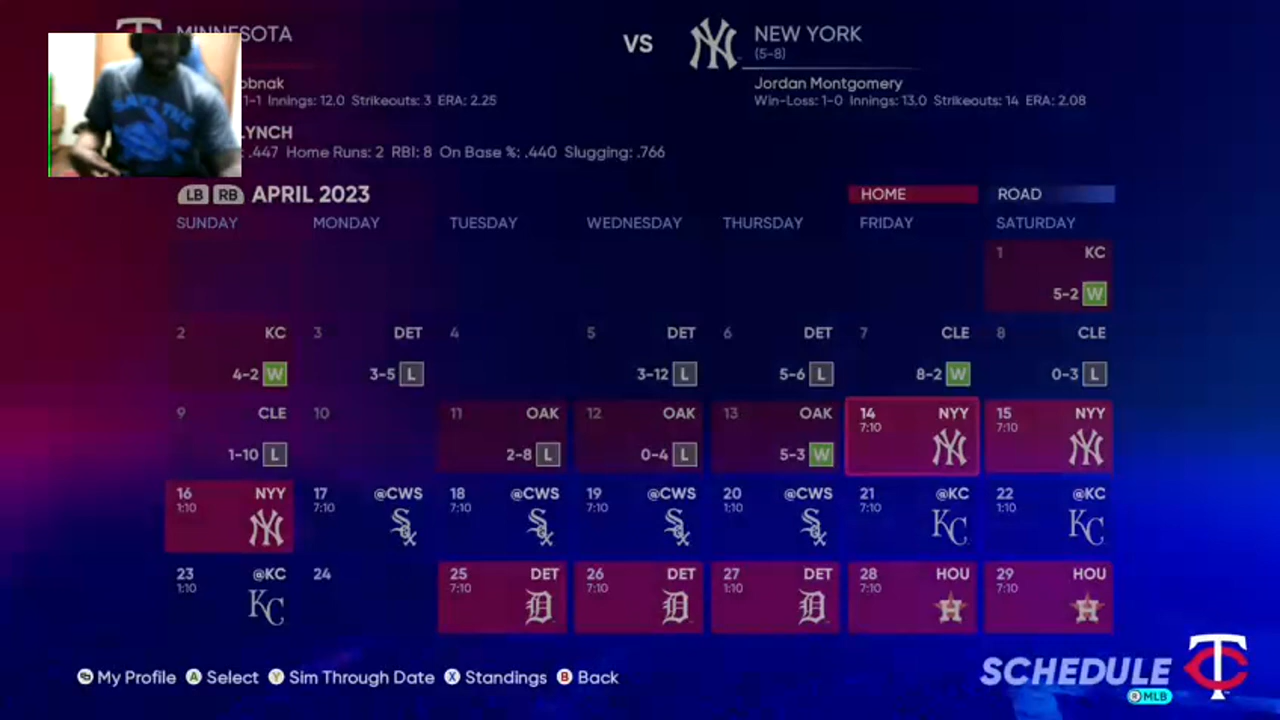 MINNESOTA
VS
NEW YORK
(5-8)
obnak
1-1 Innings: 12.0 Strikeouts: 3 ERA: 2.25
Jordan Montgomery
Win-Loss: 1-0 Innings: 13.0 Strikeouts: 14 ERA: 2.08
LYNCH
.447 Home Runs: 2 RBI: 8 On Base %: .440 Slugging: .766
SAVE THE
LB RB APRIL 2023
HOME ROAD
SUNDAY MONDAY TUESDAY WEDNESDAY THURSDAY FRIDAY SATURDAY
1 KC
5-2 W
2 KC 3 DET 4 5 DET 6 DET 7 CLE 8 CLE
4-2 W 3-5 L 3-12 L 5-6 L 8-2 W 0-3 L
9 CLE 10 11 OAK 12 OAK 13 OAK 14 NYY 15 NYY
7:10 7:10
1-10 L 2-8 L 0-4 L 5-3 W
16 NYY 17 @CWS 18 @CWS 19 @CWS 20 @CWS 21 @KC 22 @KC
1:10 7:10 7:10 7:10 1:10 7:10 1:10
23 @KC 24 25 DET 26 DET 27 DET 28 HOU 29 HOU
1:10 7:10 7:10 1:10 7:10 7:10
My Profile A Select Y Sim Through Date X Standings B Back
SCHEDULE
R MLB